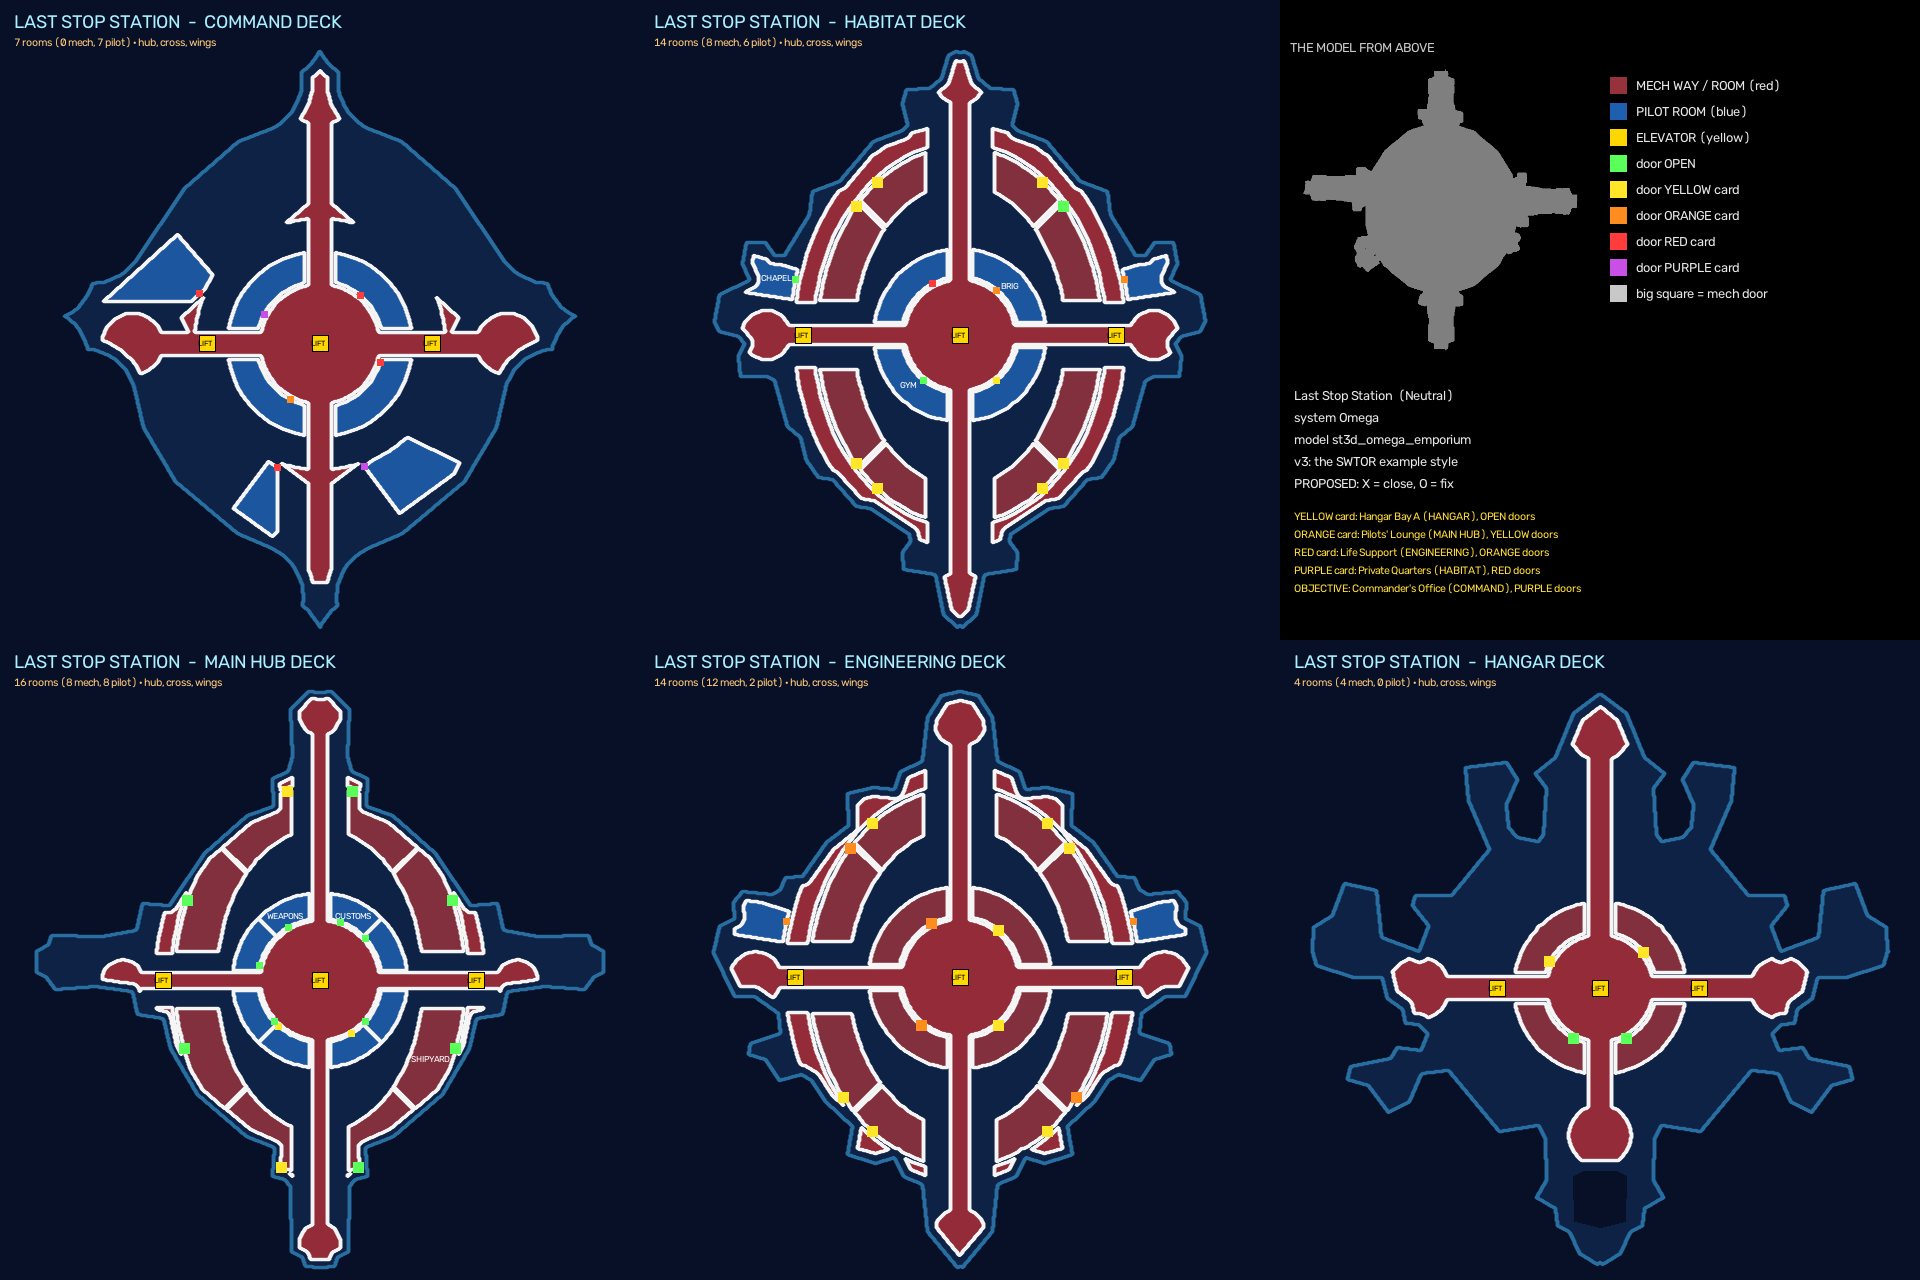 LAST STOP STATION - COMMAND DECK
7 rooms (0 mech, 7 pilot) • hub, cross, wings
LIFT
LIFT
LIFT
LAST STOP STATION - HABITAT DECK
14 rooms (8 mech, 6 pilot) • hub, cross, wings
CHAPEL
BRIG
LIFT
LIFT
LIFT
GYM
THE MODEL FROM ABOVE
MECH WAY / ROOM (red)
PILOT ROOM (blue)
ELEVATOR (yellow)
door OPEN
door YELLOW card
door ORANGE card
door RED card
door PURPLE card
big square = mech door
Last Stop Station (Neutral)
system Omega
model st3d_omega_emporium
v3: the SWTOR example style
PROPOSED: X = close, O = fix
YELLOW card: Hangar Bay A (HANGAR), OPEN doors
ORANGE card: Pilots' Lounge (MAIN HUB), YELLOW doors
RED card: Life Support (ENGINEERING), ORANGE doors
PURPLE card: Private Quarters (HABITAT), RED doors
OBJECTIVE: Commander's Office (COMMAND), PURPLE doors
LAST STOP STATION - MAIN HUB DECK
16 rooms (8 mech, 8 pilot) • hub, cross, wings
WEAPONS
CUSTOMS
LIFT
LIFT
LIFT
SHIPYARD
LAST STOP STATION - ENGINEERING DECK
14 rooms (12 mech, 2 pilot) • hub, cross, wings
LIFT
LIFT
LIFT
LAST STOP STATION - HANGAR DECK
4 rooms (4 mech, 0 pilot) • hub, cross, wings
LIFT
LIFT
LIFT